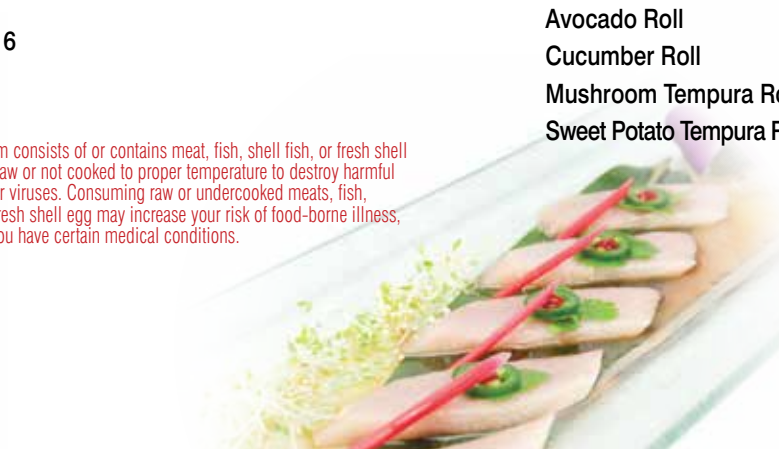 6
Avocado Roll
Cucumber Roll
Mushroom Tempura
Sweet Potato Tempura
consists of or contains meat, fish, shell fish, or fresh shell
or not cooked to proper temperature to destroy harmful
viruses. Consuming raw or undercooked meats, fish,
shell egg may increase your risk of food-borne illness,
have certain medical conditions.